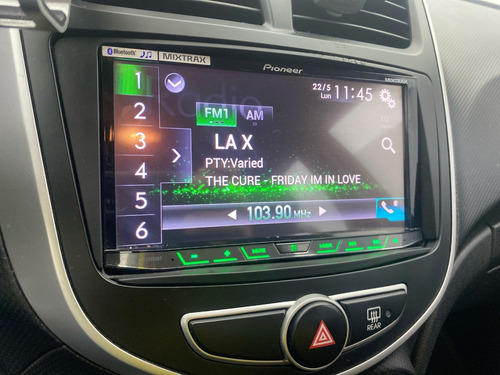 Bluetooth
MIXTRAX
Pioneer
1
2
3
4
5
6
Radio
FM1
AM
22/5
Lun
11:45
LA X
PTY:Varied
THE CURE - FRIDAY IM IN LOVE
103.90 MHz
REAR